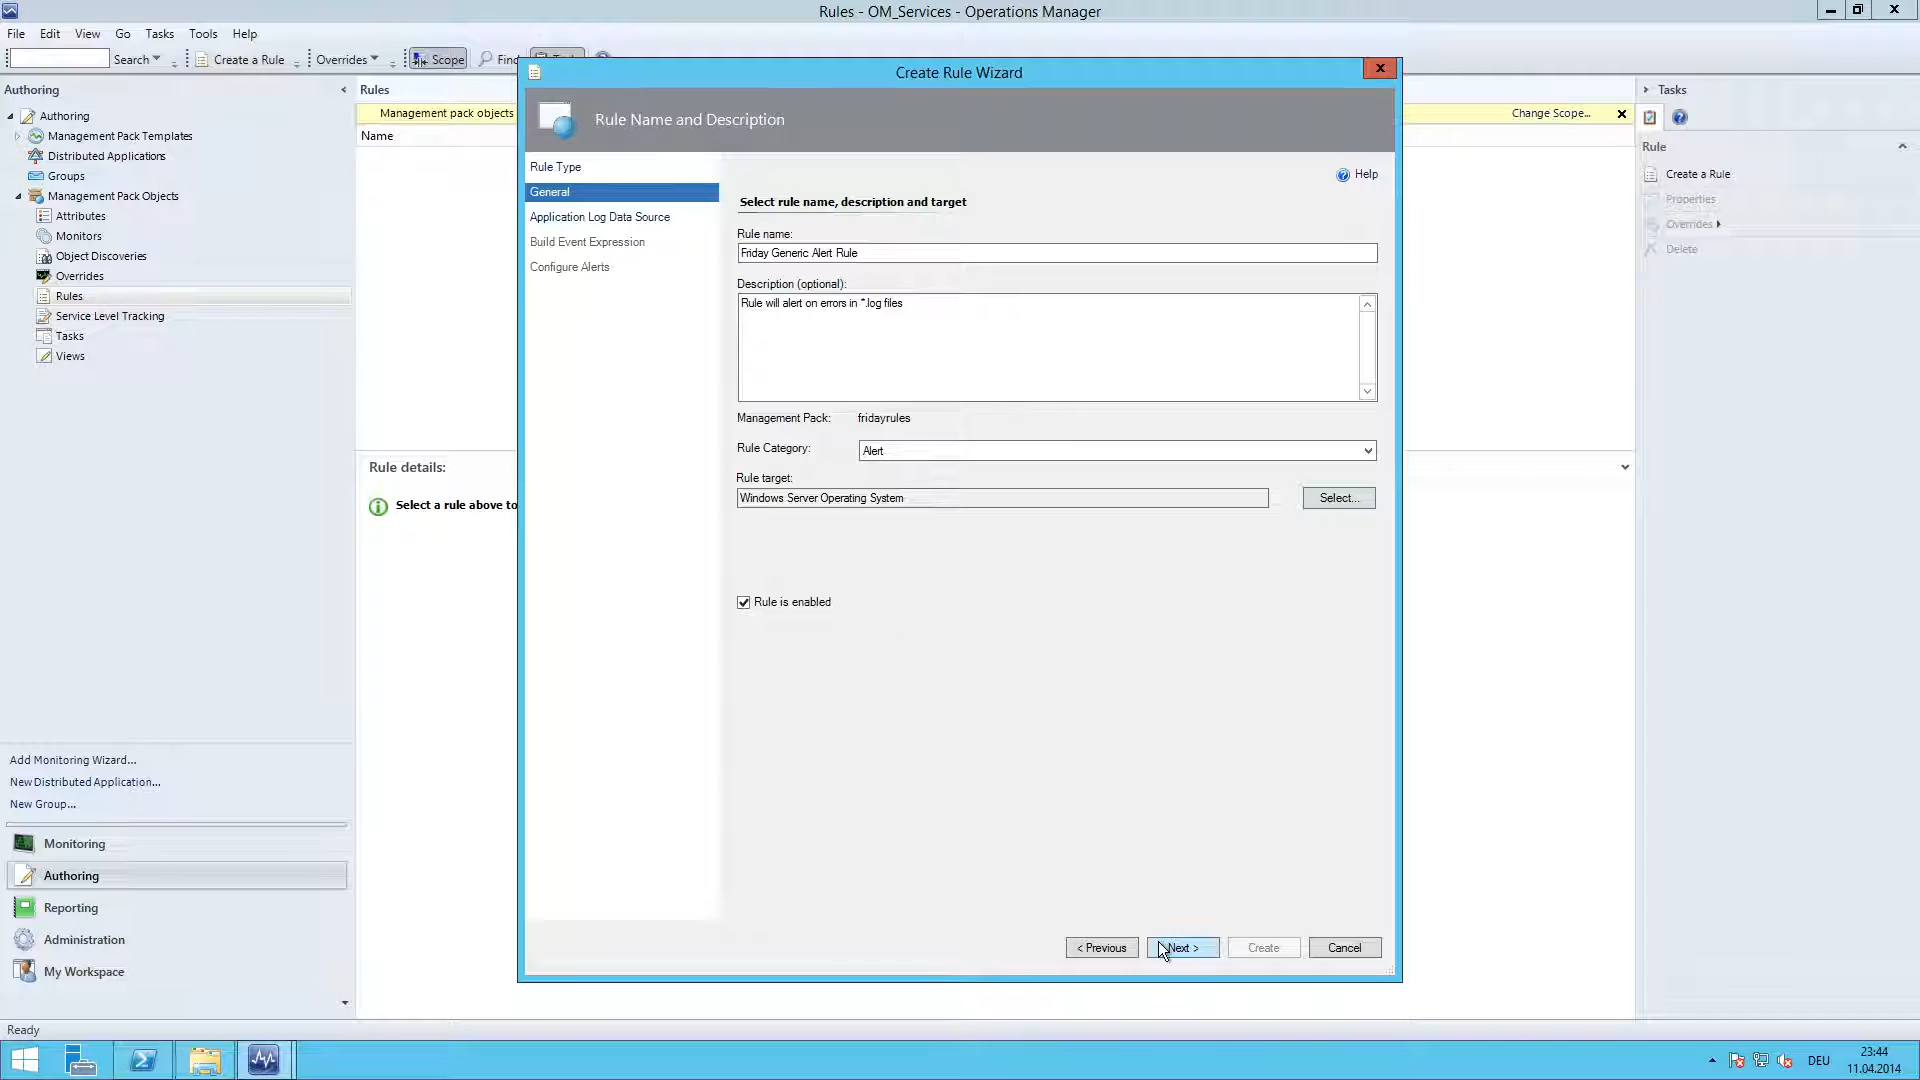 Rules - OM_Services - Operations Manager
File Edit View Go Tasks Tools Help
Search Create a Rule Overrides Scope Find
Authoring
Authoring
Management Pack Templates
Distributed Applications
Groups
Management Pack Objects
Attributes
Monitors
Object Discoveries
Overrides
Rules
Service Level Tracking
Tasks
Views
Add Monitoring Wizard...
New Distributed Application...
New Group...
Monitoring
Authoring
Reporting
Administration
My Workspace
Ready
Rules
Management pack objects
Change Scope...
Name
Rule details:
Select a rule above to
Create Rule Wizard
Rule Name and Description
Rule Type
General
Application Log Data Source
Build Event Expression
Configure Alerts
Help
Select rule name, description and target
Rule name:
Friday Generic Alert Rule
Description (optional):
Rule will alert on errors in *.log files
Management Pack: fridayrules
Rule Category: Alert
Rule target:
Windows Server Operating System Select...
Rule is enabled
< Previous Next > Create Cancel
Tasks
Rule
Create a Rule
Properties
Overrides
Delete
DEU
23:44
11.04.2014